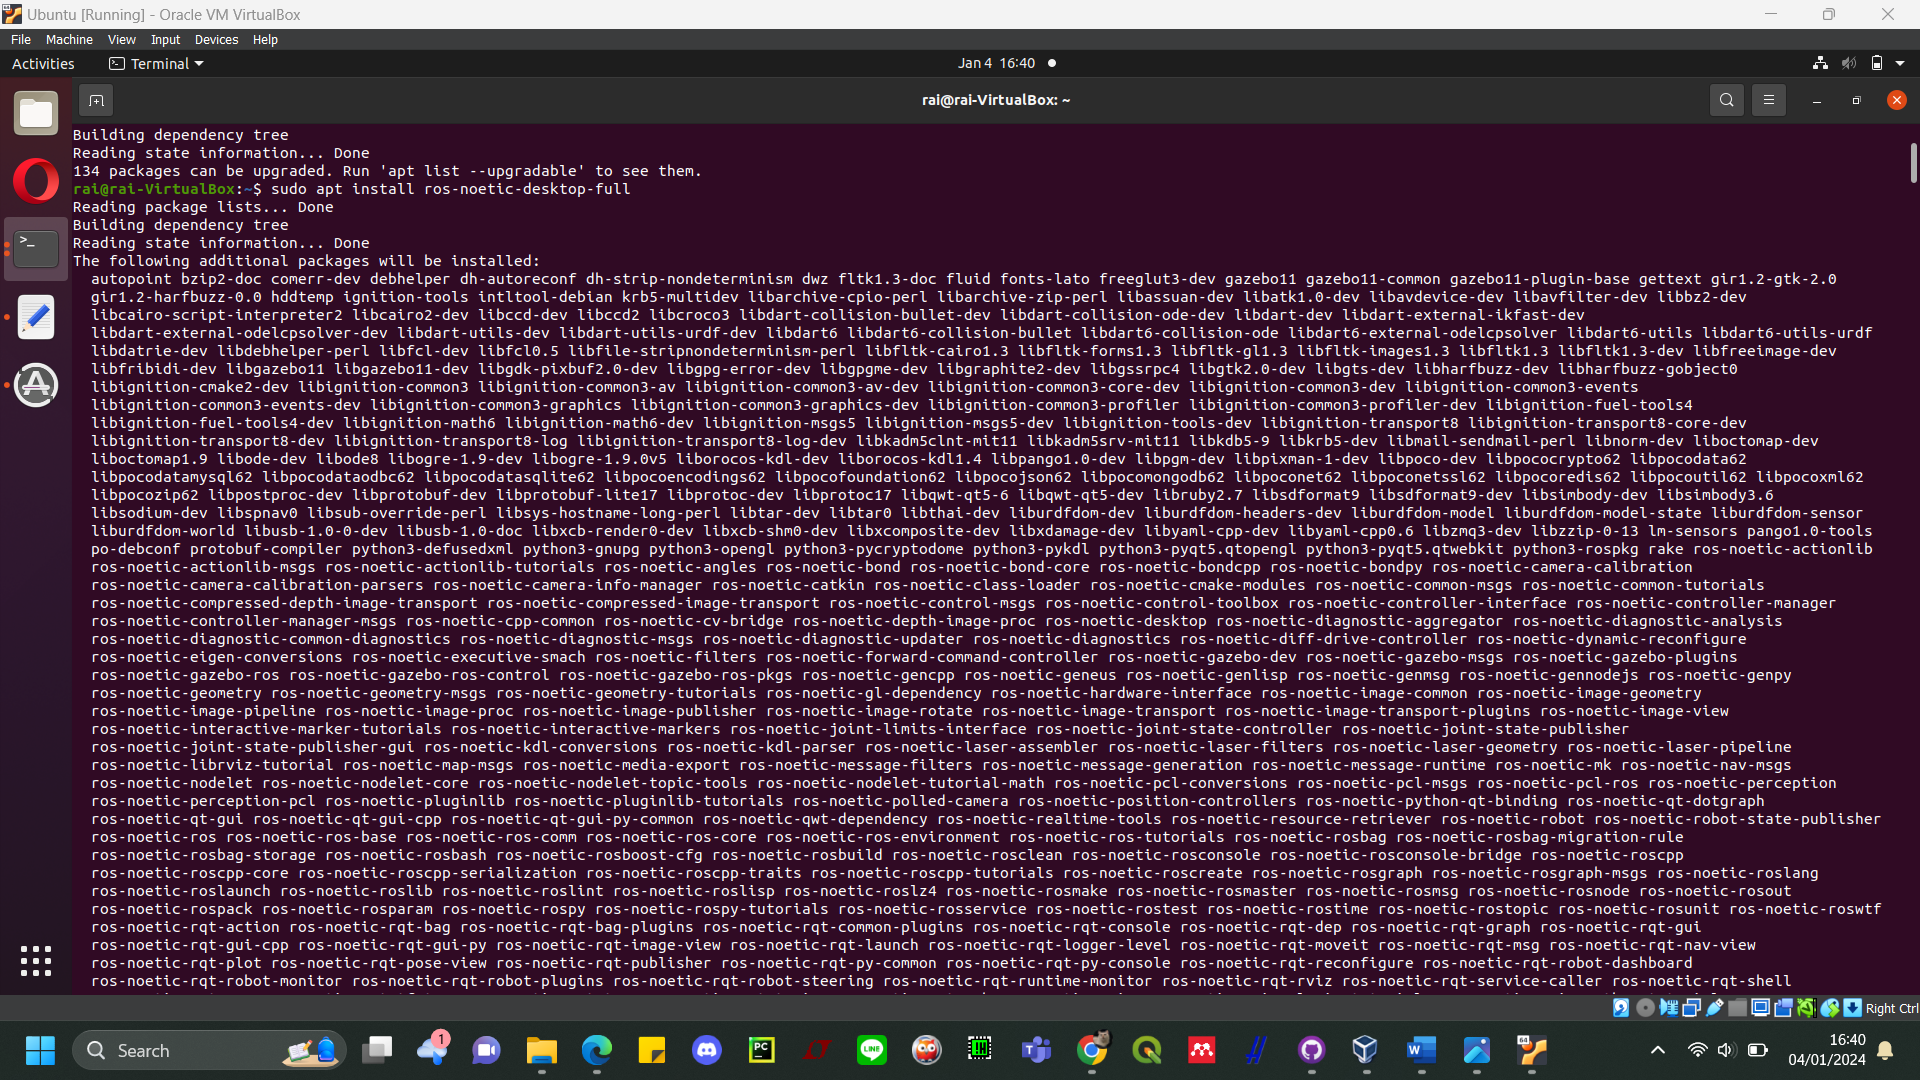 Ubuntu [Running] - Oracle VM VirtualBox
File Machine View Input Devices Help
Activities Terminal Jan 4 16:40
rai@rai-VirtualBox: ~
Building dependency tree
Reading state information... Done
134 packages can be upgraded. Run 'apt list --upgradable' to see them.
rai@rai-VirtualBox:~$ sudo apt install ros-noetic-desktop-full
Reading package lists... Done
Building dependency tree
Reading state information... Done
The following additional packages will be installed:
autopoint bzip2-doc comerr-dev debhelper dh-autoreconf dh-strip-nondeterminism dwz fltk1.3-doc fluid fonts-lato freeglut3-dev gazebo11 gazebo11-common gazebo11-plugin-base gettext gir1.2-gtk-2.0
gir1.2-harfbuzz-0.0 hddtemp ignition-tools intltool-debian krb5-multidev libarchive-cpio-perl libarchive-zip-perl libassuan-dev libatk1.0-dev libavdevice-dev libavfilter-dev libbz2-dev
libcairo-script-interpreter2 libcairo2-dev libccd-dev libccd2 libcroco3 libdart-collision-bullet-dev libdart-collision-ode-dev libdart-dev libdart-external-ikfast-dev
libdart-external-odelcpsolver-dev libdart-utils-dev libdart-utils-urdf-dev libdart6 libdart6-collision-bullet libdart6-collision-ode libdart6-external-odelcpsolver libdart6-utils libdart6-utils-urdf
libdatrie-dev libdebhelper-perl libfcl-dev libfcl0.5 libfile-stripnondeterminism-perl libfltk-cairo1.3 libfltk-forms1.3 libfltk-gl1.3 libfltk-images1.3 libfltk1.3 libfltk1.3-dev libfreeimage-dev
libfribidi-dev libgazebo11 libgazebo11-dev libgdk-pixbuf2.0-dev libgpg-error-dev libgpgme-dev libgraphite2-dev libgssrpc4 libgtk2.0-dev libgts-dev libharfbuzz-dev libharfbuzz-gobject0
libignition-cmake2-dev libignition-common3 libignition-common3-av libignition-common3-av-dev libignition-common3-core-dev libignition-common3-dev libignition-common3-events
libignition-common3-events-dev libignition-common3-graphics libignition-common3-graphics-dev libignition-common3-profiler libignition-common3-profiler-dev libignition-fuel-tools4
libignition-fuel-tools4-dev libignition-math6 libignition-math6-dev libignition-msgs5 libignition-msgs5-dev libignition-tools-dev libignition-transport8 libignition-transport8-core-dev
libignition-transport8-dev libignition-transport8-log libignition-transport8-log-dev libkadm5clnt-mit11 libkadm5srv-mit11 libkdb5-9 libkrb5-dev libmail-sendmail-perl libnorm-dev liboctomap-dev
liboctomap1.9 libode-dev libode8 libogre-1.9-dev libogre-1.9.0v5 liborocos-kdl-dev liborocos-kdl1.4 libpango1.0-dev libpgm-dev libpixman-1-dev libpoco-dev libpococrypto62 libpocodata62
libpocodatamysql62 libpocodataodbc62 libpocodatasqlite62 libpocoencodings62 libpocofoundation62 libpocojson62 libpocomongodb62 libpoconet62 libpoconetssl62 libpocoredis62 libpocoutil62 libpocoxml62
libpocozip62 libpostproc-dev libprotobuf-dev libprotobuf-lite17 libprotoc-dev libprotoc17 libqwt-qt5-6 libqwt-qt5-dev libruby2.7 libsdformat9 libsdformat9-dev libsimbody-dev libsimbody3.6
libsodium-dev libspnav0 libsub-override-perl libsys-hostname-long-perl libtar-dev libtar0 libthai-dev liburdfdom-dev liburdfdom-headers-dev liburdfdom-model liburdfdom-model-state liburdfdom-sensor
liburdfdom-world libusb-1.0-0-dev libusb-1.0-doc libxcb-render0-dev libxcb-shm0-dev libxcomposite-dev libxdamage-dev libyaml-cpp-dev libyaml-cpp0.6 libzmq3-dev libzzip-0-13 lm-sensors pango1.0-tools
po-debconf protobuf-compiler python3-defusedxml python3-gnupg python3-opengl python3-pycryptodome python3-pykdl python3-pyqt5.qtopengl python3-pyqt5.qtwebkit python3-rospkg rake ros-noetic-actionlib
ros-noetic-actionlib-msgs ros-noetic-actionlib-tutorials ros-noetic-angles ros-noetic-bond ros-noetic-bond-core ros-noetic-bondcpp ros-noetic-bondpy ros-noetic-camera-calibration
ros-noetic-camera-calibration-parsers ros-noetic-camera-info-manager ros-noetic-catkin ros-noetic-class-loader ros-noetic-cmake-modules ros-noetic-common-msgs ros-noetic-common-tutorials
ros-noetic-compressed-depth-image-transport ros-noetic-compressed-image-transport ros-noetic-control-msgs ros-noetic-control-toolbox ros-noetic-controller-interface ros-noetic-controller-manager
ros-noetic-controller-manager-msgs ros-noetic-cpp-common ros-noetic-cv-bridge ros-noetic-depth-image-proc ros-noetic-desktop ros-noetic-diagnostic-aggregator ros-noetic-diagnostic-analysis
ros-noetic-diagnostic-common-diagnostics ros-noetic-diagnostic-msgs ros-noetic-diagnostic-updater ros-noetic-diagnostics ros-noetic-diff-drive-controller ros-noetic-dynamic-reconfigure
ros-noetic-eigen-conversions ros-noetic-executive-smach ros-noetic-filters ros-noetic-forward-command-controller ros-noetic-gazebo-dev ros-noetic-gazebo-msgs ros-noetic-gazebo-plugins
ros-noetic-gazebo-ros ros-noetic-gazebo-ros-control ros-noetic-gazebo-ros-pkgs ros-noetic-gencpp ros-noetic-geneus ros-noetic-genlisp ros-noetic-genmsg ros-noetic-gennodejs ros-noetic-genpy
ros-noetic-geometry ros-noetic-geometry-msgs ros-noetic-geometry-tutorials ros-noetic-gl-dependency ros-noetic-hardware-interface ros-noetic-image-common ros-noetic-image-geometry
ros-noetic-image-pipeline ros-noetic-image-proc ros-noetic-image-publisher ros-noetic-image-rotate ros-noetic-image-transport ros-noetic-image-transport-plugins ros-noetic-image-view
ros-noetic-interactive-marker-tutorials ros-noetic-interactive-markers ros-noetic-joint-limits-interface ros-noetic-joint-state-controller ros-noetic-joint-state-publisher
ros-noetic-joint-state-publisher-gui ros-noetic-kdl-conversions ros-noetic-kdl-parser ros-noetic-laser-assembler ros-noetic-laser-filters ros-noetic-laser-geometry ros-noetic-laser-pipeline
ros-noetic-librviz-tutorial ros-noetic-map-msgs ros-noetic-media-export ros-noetic-message-filters ros-noetic-message-generation ros-noetic-message-runtime ros-noetic-mk ros-noetic-nav-msgs
ros-noetic-nodelet ros-noetic-nodelet-core ros-noetic-nodelet-topic-tools ros-noetic-nodelet-tutorial-math ros-noetic-pcl-conversions ros-noetic-pcl-msgs ros-noetic-pcl-ros ros-noetic-perception
ros-noetic-perception-pcl ros-noetic-pluginlib ros-noetic-pluginlib-tutorials ros-noetic-polled-camera ros-noetic-position-controllers ros-noetic-python-qt-binding ros-noetic-qt-dotgraph
ros-noetic-qt-gui ros-noetic-qt-gui-cpp ros-noetic-qt-gui-py-common ros-noetic-qwt-dependency ros-noetic-realtime-tools ros-noetic-resource-retriever ros-noetic-robot ros-noetic-robot-state-publisher
ros-noetic-ros ros-noetic-ros-base ros-noetic-ros-comm ros-noetic-ros-core ros-noetic-ros-environment ros-noetic-ros-tutorials ros-noetic-rosbag ros-noetic-rosbag-migration-rule
ros-noetic-rosbag-storage ros-noetic-rosbash ros-noetic-rosboost-cfg ros-noetic-rosbuild ros-noetic-rosclean ros-noetic-rosconsole ros-noetic-rosconsole-bridge ros-noetic-roscpp
ros-noetic-roscpp-core ros-noetic-roscpp-serialization ros-noetic-roscpp-traits ros-noetic-roscpp-tutorials ros-noetic-roscreate ros-noetic-rosgraph ros-noetic-rosgraph-msgs ros-noetic-roslang
ros-noetic-roslaunch ros-noetic-roslib ros-noetic-roslint ros-noetic-roslisp ros-noetic-roslz4 ros-noetic-rosmake ros-noetic-rosmaster ros-noetic-rosmsg ros-noetic-rosnode ros-noetic-rosout
ros-noetic-rospack ros-noetic-rosparam ros-noetic-rospy ros-noetic-rospy-tutorials ros-noetic-rosservice ros-noetic-rostest ros-noetic-rostime ros-noetic-rostopic ros-noetic-rosunit ros-noetic-roswtf
ros-noetic-rqt-action ros-noetic-rqt-bag ros-noetic-rqt-bag-plugins ros-noetic-rqt-common-plugins ros-noetic-rqt-console ros-noetic-rqt-dep ros-noetic-rqt-graph ros-noetic-rqt-gui
ros-noetic-rqt-gui-cpp ros-noetic-rqt-gui-py ros-noetic-rqt-image-view ros-noetic-rqt-launch ros-noetic-rqt-logger-level ros-noetic-rqt-moveit ros-noetic-rqt-msg ros-noetic-rqt-nav-view
ros-noetic-rqt-plot ros-noetic-rqt-pose-view ros-noetic-rqt-publisher ros-noetic-rqt-py-common ros-noetic-rqt-py-console ros-noetic-rqt-reconfigure ros-noetic-rqt-robot-dashboard
ros-noetic-rqt-robot-monitor ros-noetic-rqt-robot-plugins ros-noetic-rqt-robot-steering ros-noetic-rqt-runtime-monitor ros-noetic-rqt-rviz ros-noetic-rqt-service-caller ros-noetic-rqt-shell
Right Ctrl
Search
1
PC
LINE
16:40
04/01/2024